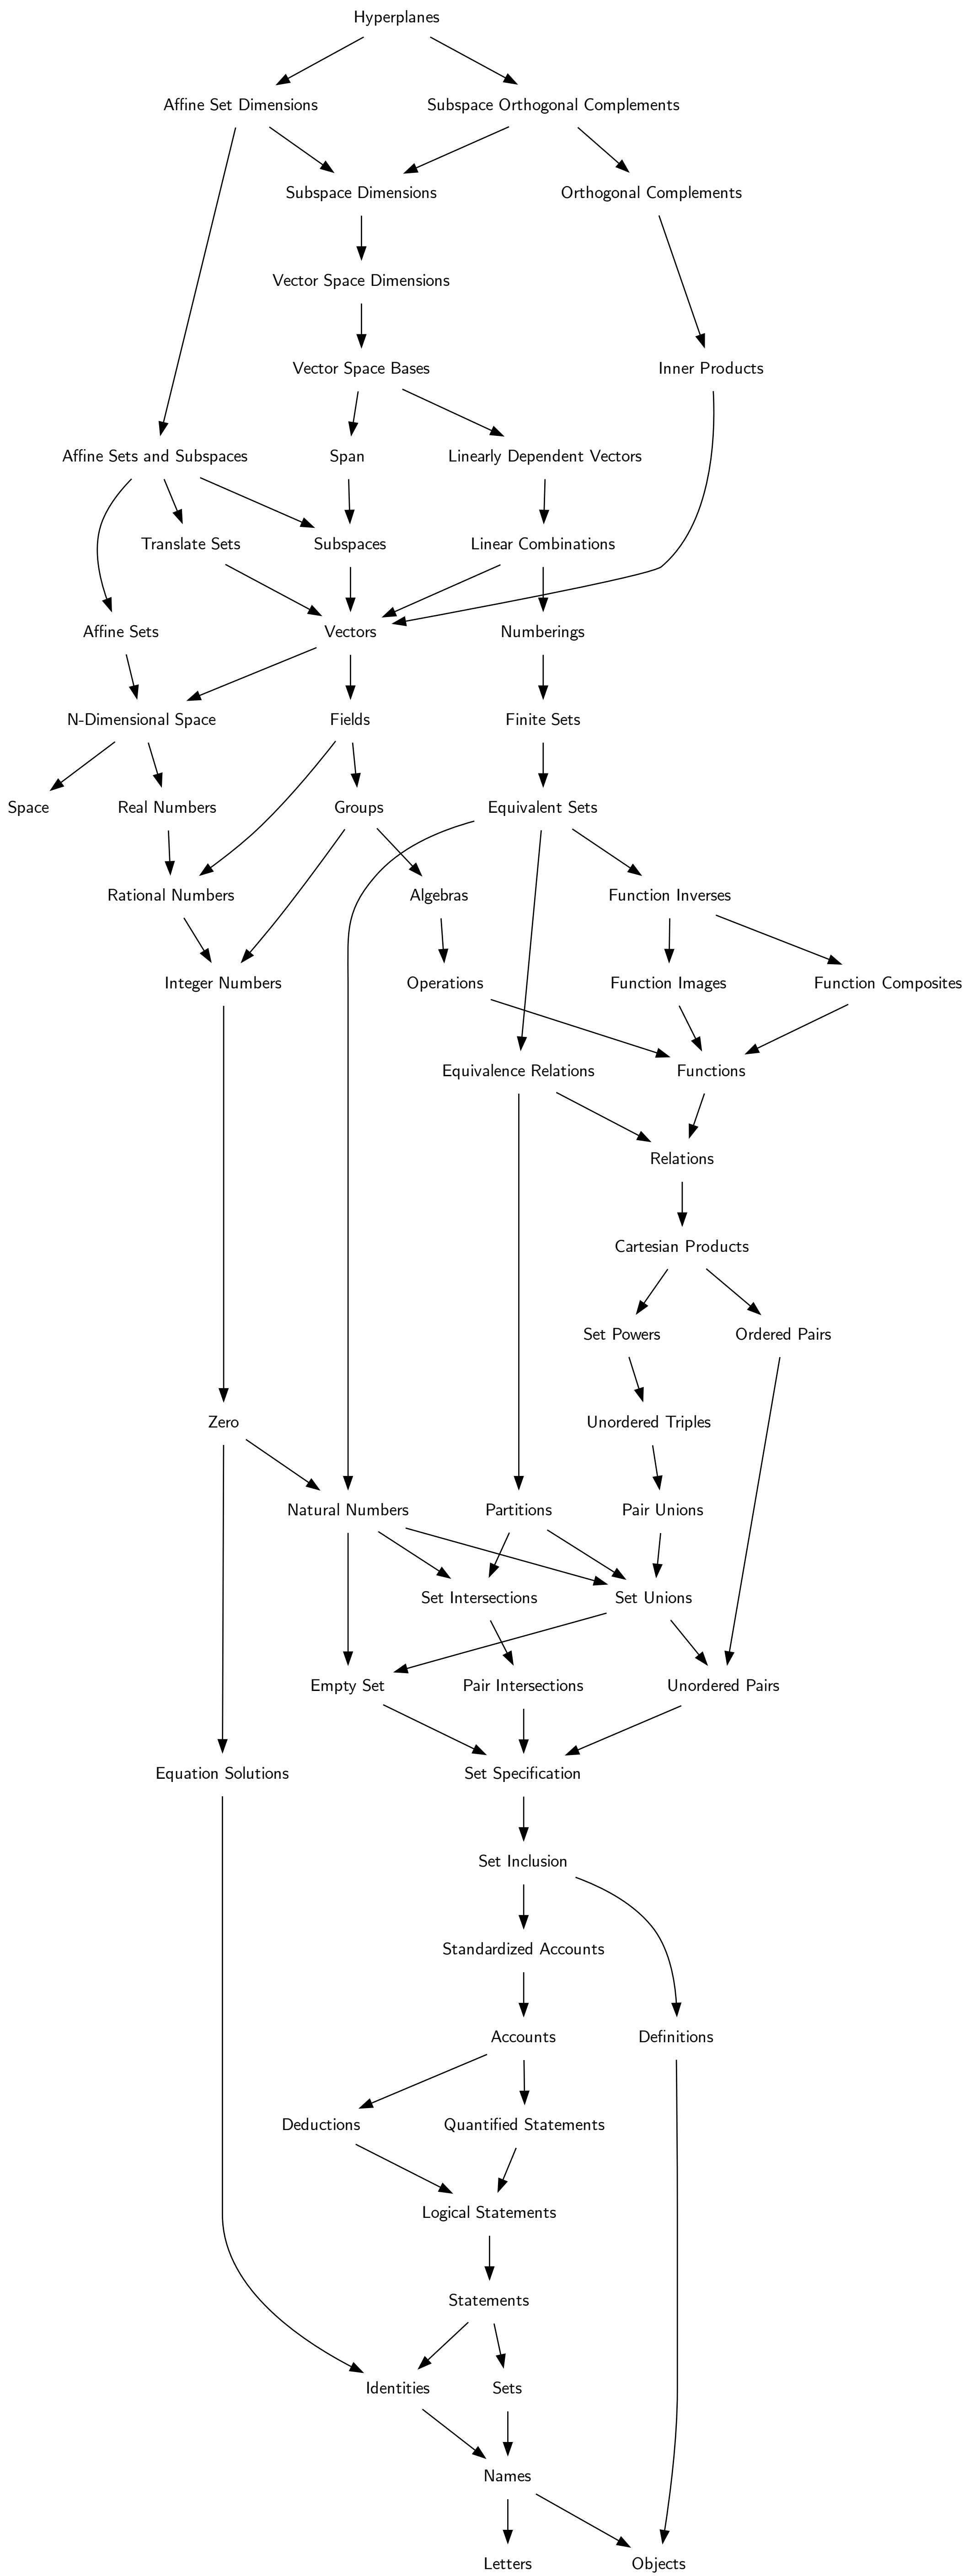 Hyperplanes
Affine Set Dimensions
Subspace Orthogonal Complements
Subspace Dimensions
Orthogonal Complements
Vector Space Dimensions
Vector Space Bases
Inner Products
Affine Sets and Subspaces
Span
Linearly Dependent Vectors
Translate Sets
Subspaces
Linear Combinations
Affine Sets
Vectors
Numberings
N-Dimensional Space
Fields
Finite Sets
Space
Real Numbers
Groups
Equivalent Sets
Rational Numbers
Algebras
Function Inverses
Integer Numbers
Operations
Function Images
Function Composites
Equivalence Relations
Functions
Relations
Cartesian Products
Set Powers
Ordered Pairs
Zero
Unordered Triples
Natural Numbers
Partitions
Pair Unions
Set Intersections
Set Unions
Empty Set
Pair Intersections
Unordered Pairs
Equation Solutions
Set Specification
Set Inclusion
Standardized Accounts
Accounts
Definitions
Deductions
Quantified Statements
Logical Statements
Statements
Identities
Sets
Names
Letters
Objects